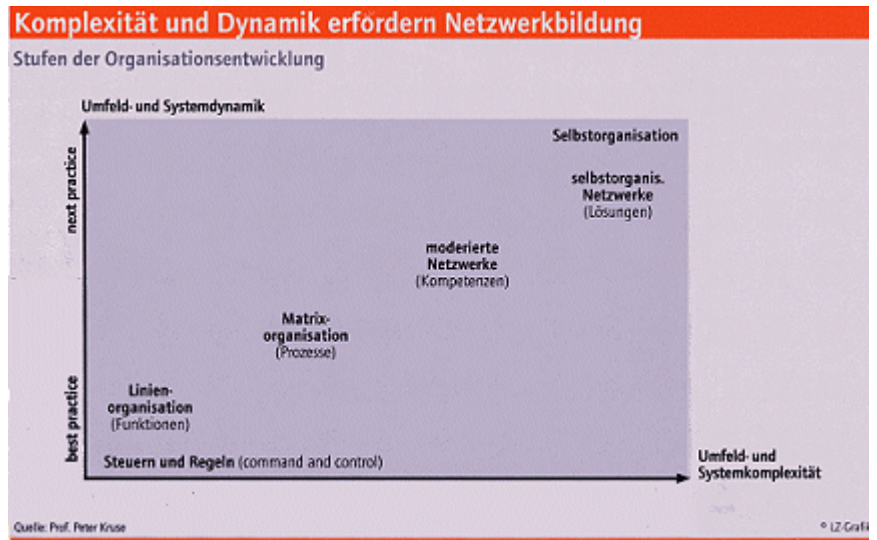 Komplexität und Dynamik erfördern Netzwerkbildung
Stufen der Organisationsentwicklung
Umfeld- und Systemdynamik
next practice
best practice
Selbstorganisation
selbstorganis.
Netzwerke
(Lösungen)
moderierte
Netzwerke
(Kompetenzen)
Matrix-
organisation
(Prozesse)
Linien-
organisation
(Funktionen)
Steuern und Regeln (command and control)
Umfeld- und
Systemkomplexität
Quelle: Prof. Peter Kruse
© LZ-Grafik